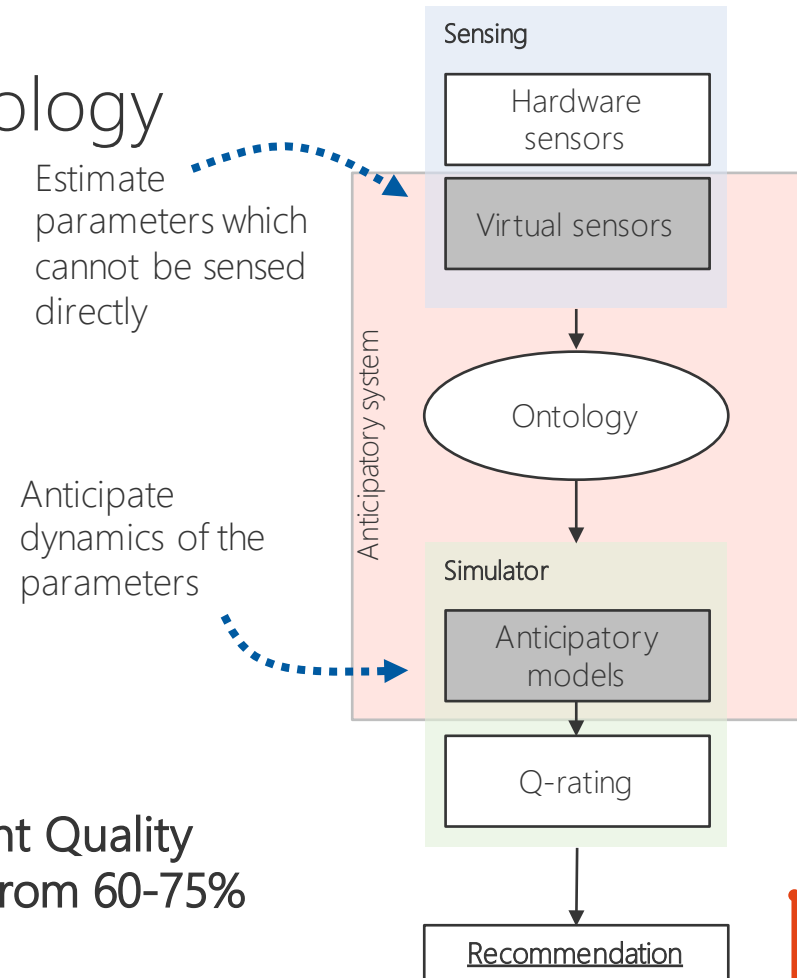 ology
Estimate
parameters which
cannot be sensed
directly
Anticipate
dynamics of the
parameters
nt Quality
rom 60-75%
Sensing
Hardware
sensors
Virtual sensors
Anticipatory system
Ontology
Simulator
Anticipatory
models
Q-rating
Recommendation